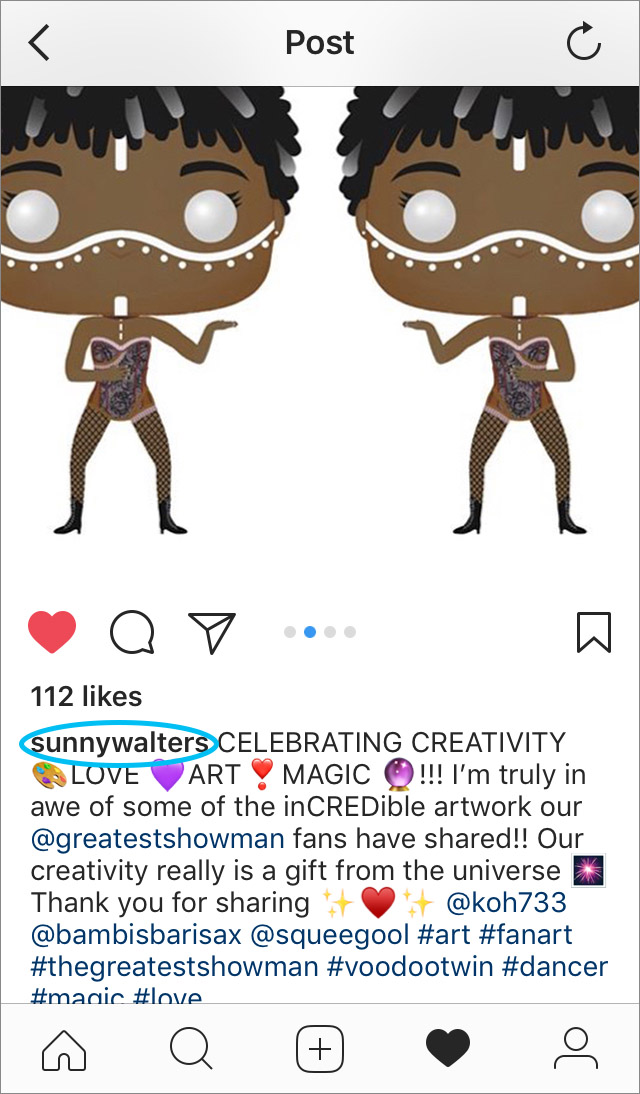 Post
112 likes
sunnywalters CELEBRATING CREATIVITY
🎨LOVE 💜ART ❣️MAGIC 🔮!!! I’m truly in
awe of some of the inCREDible artwork our
@greatestshowman fans have shared!! Our
creativity really is a gift from the universe 🎆
Thank you for sharing ✨♥️✨ @koh733
@bambisbarisax @squeegool #art #fanart
#thegreatestshowman #voodootwin #dancer
#magic #love